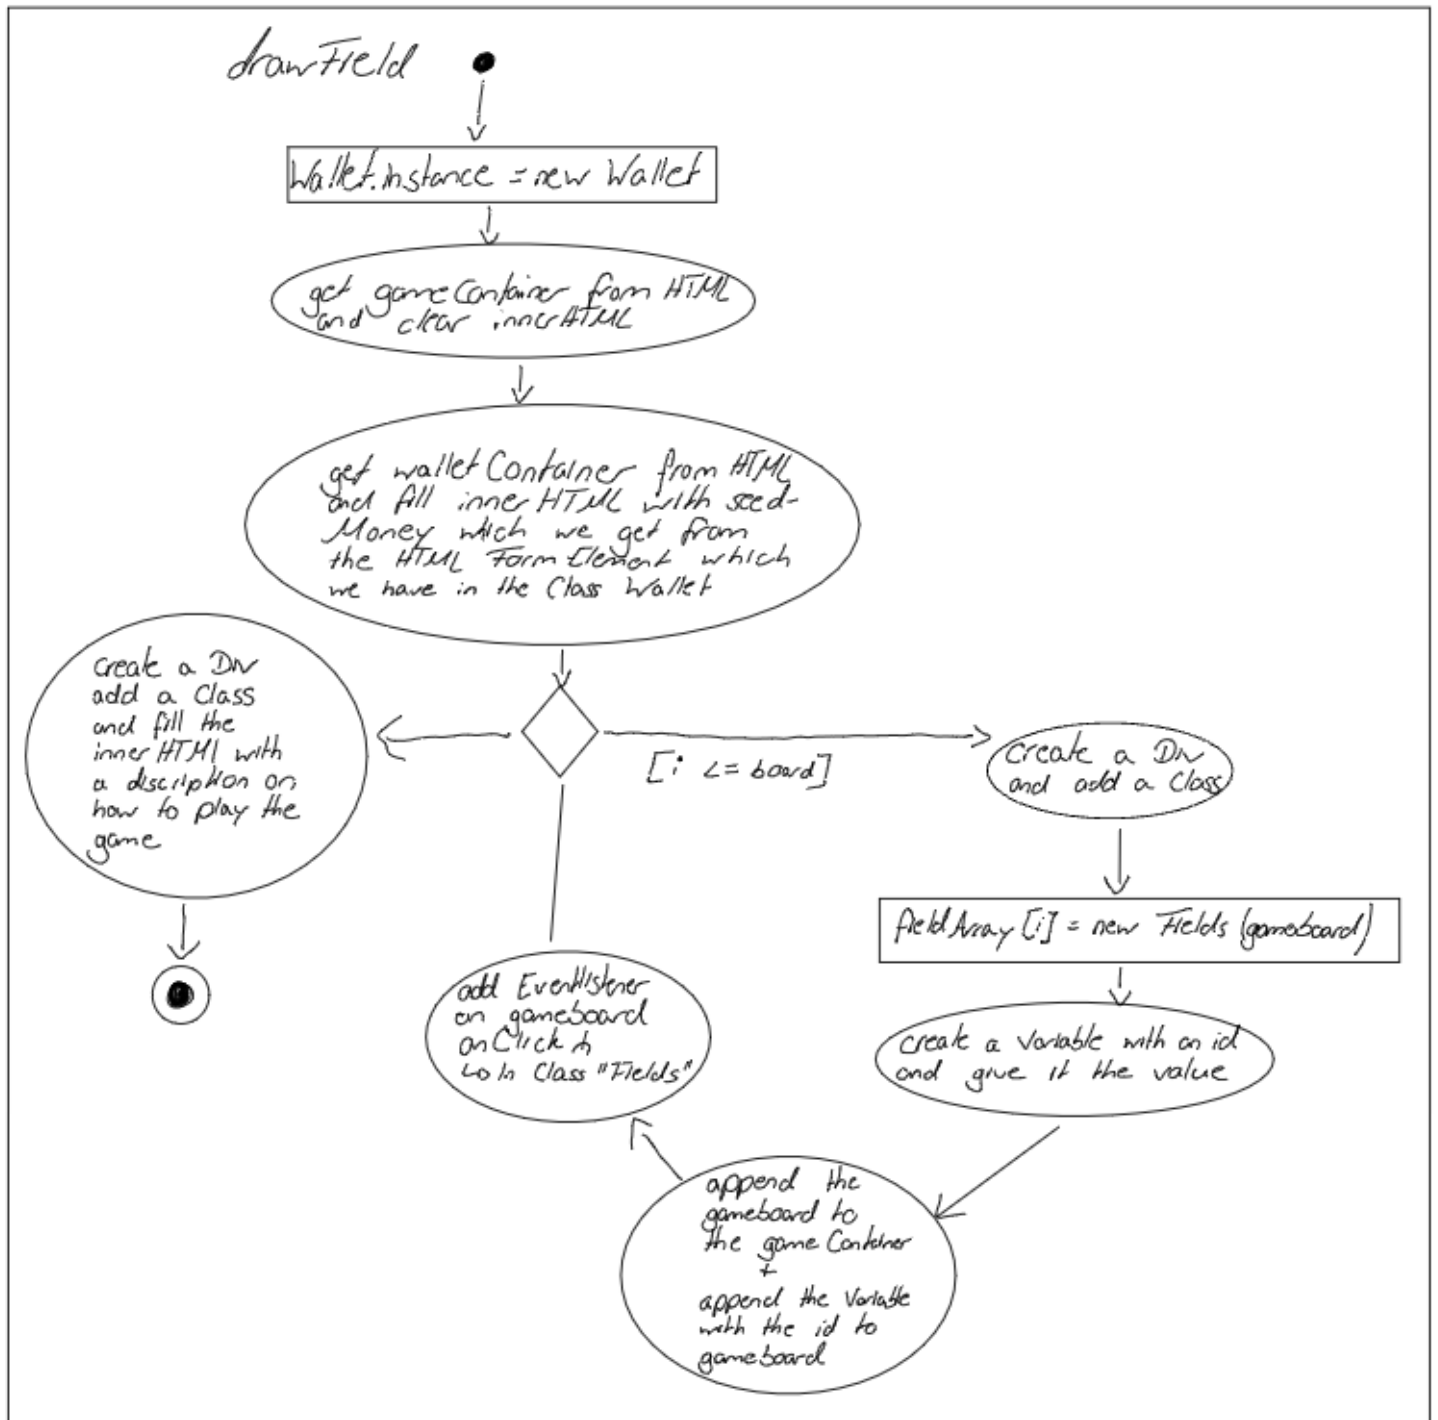 drawField
Wallet.instance = new Wallet
get gameContainer from HTML
and clear innerHTML
get walletContainer from HTML
and fill innerHTML with seed-
Money which we get from
the HTML FormElement which
we have in the Class Wallet
create a Div
add a Class
and fill the
innerHTMl with
a discription on
how to play the
game
[i <= board]
create a Div
and add a Class
fieldArray [i] = new Fields (gameboard)
create a Variable with an id
and give it the value
append the
gameboard to
the gameContainer
+
append the Variable
with the id to
gameboard
add Eventlistener
on gameboard
onClick
↳ In Class "Fields"